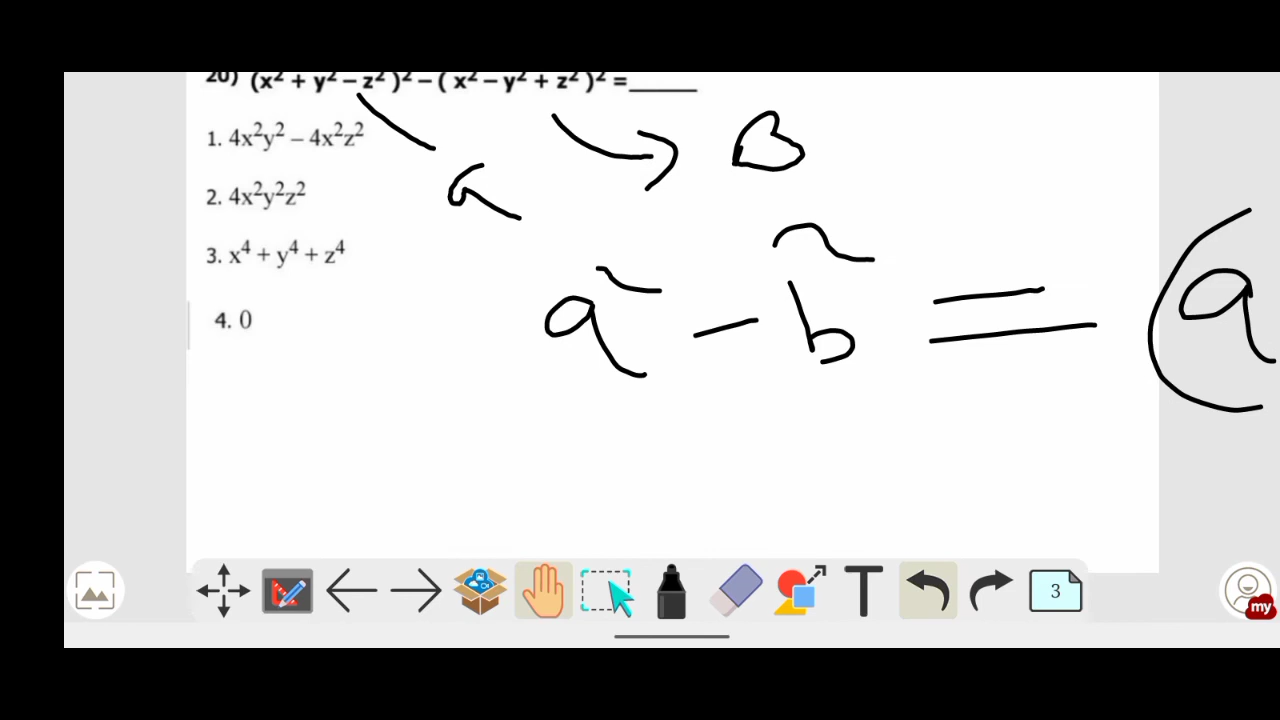 20) (x² + y² – z² )² – ( x² – y² + z² )² =_____
1. 4x²y² – 4x²z²
B
a
2. 4x²y²z²
3. x⁴ + y⁴ + z⁴
a² - b² = (a
4. 0
T
3
my